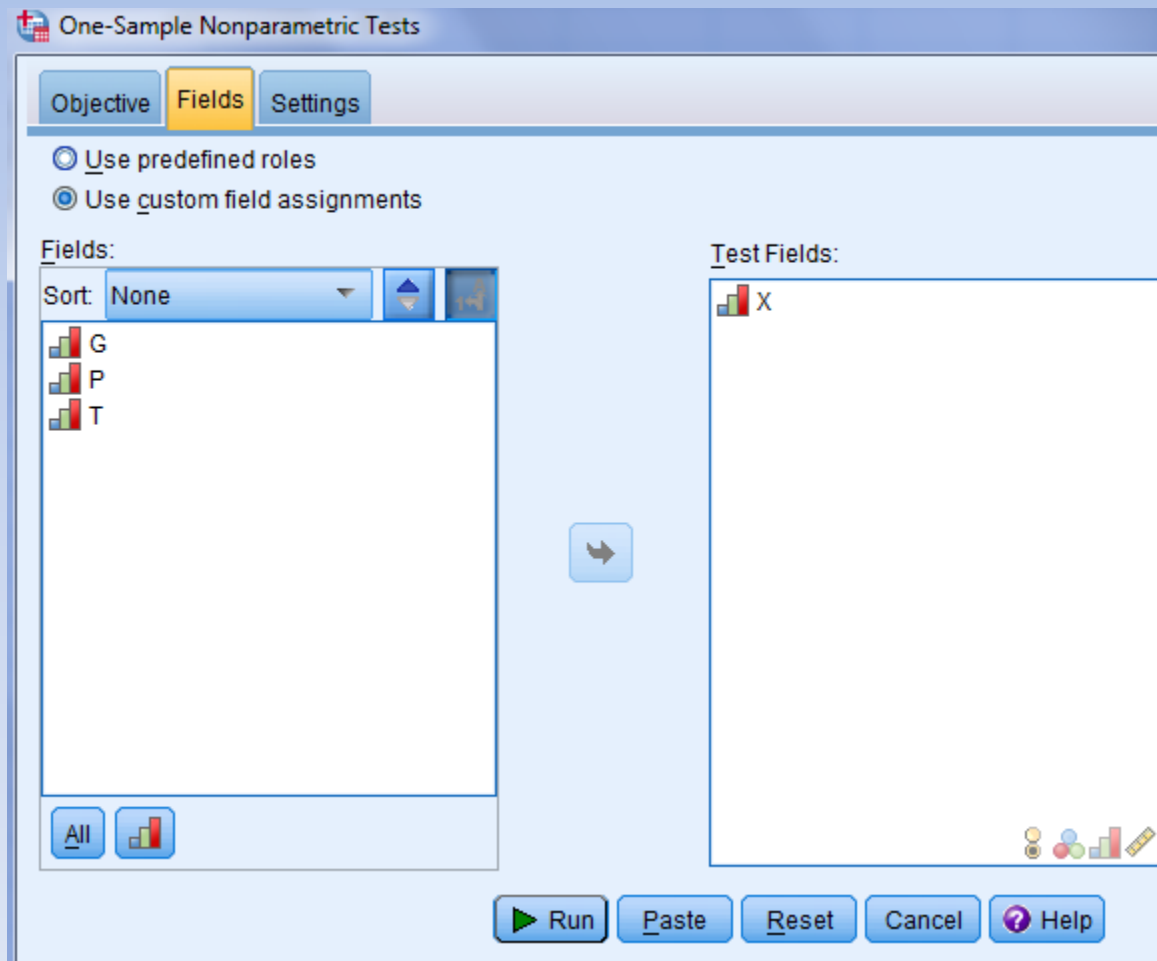 One-Sample Nonparametric Tests
Objective Fields Settings
Use predefined roles
Use custom field assignments
Fields:
Sort: None
G
P
T
All
Test Fields:
X
Run Paste Reset Cancel Help